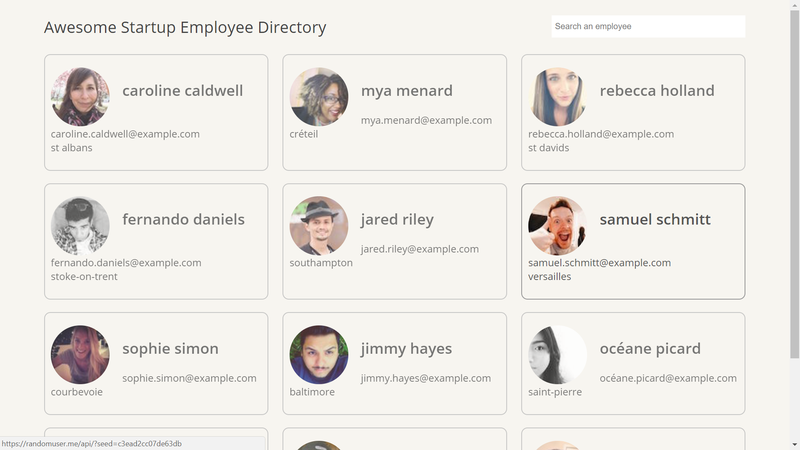 Awesome Startup Employee Directory
Search an employee
caroline caldwell
caroline.caldwell@example.com
st albans
mya menard
mya.menard@example.com
créteil
rebecca holland
rebecca.holland@example.com
st davids
fernando daniels
fernando.daniels@example.com
stoke-on-trent
jared riley
jared.riley@example.com
southampton
samuel schmitt
samuel.schmitt@example.com
versailles
sophie simon
sophie.simon@example.com
courbevoie
jimmy hayes
jimmy.hayes@example.com
baltimore
océane picard
océane.picard@example.com
saint-pierre
https://randomuser.me/api/?seed=c3ead2cc07de63db